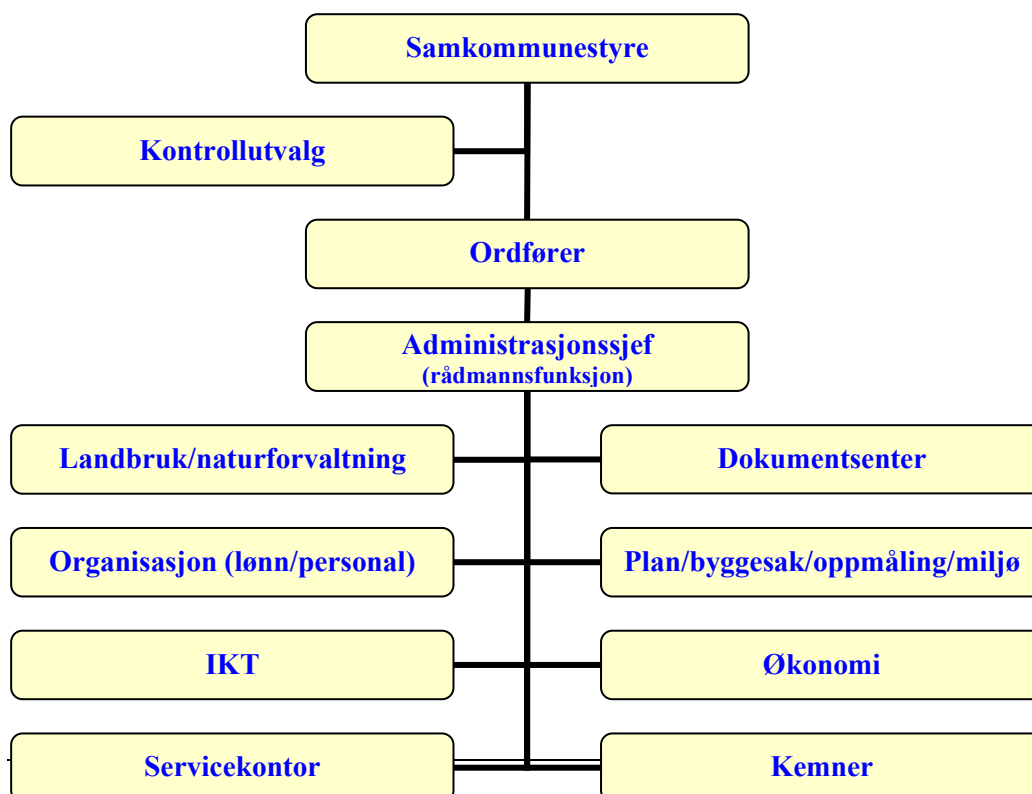 Samkommunestyre
Kontrollutvalg
Ordfører
Administrasjonssjef
(rådmannsfunksjon)
Landbruk/naturforvaltning
Dokumentsenter
Organisasjon (lønn/personal)
Plan/byggesak/oppmåling/miljø
IKT
Økonomi
Servicekontor
Kemner